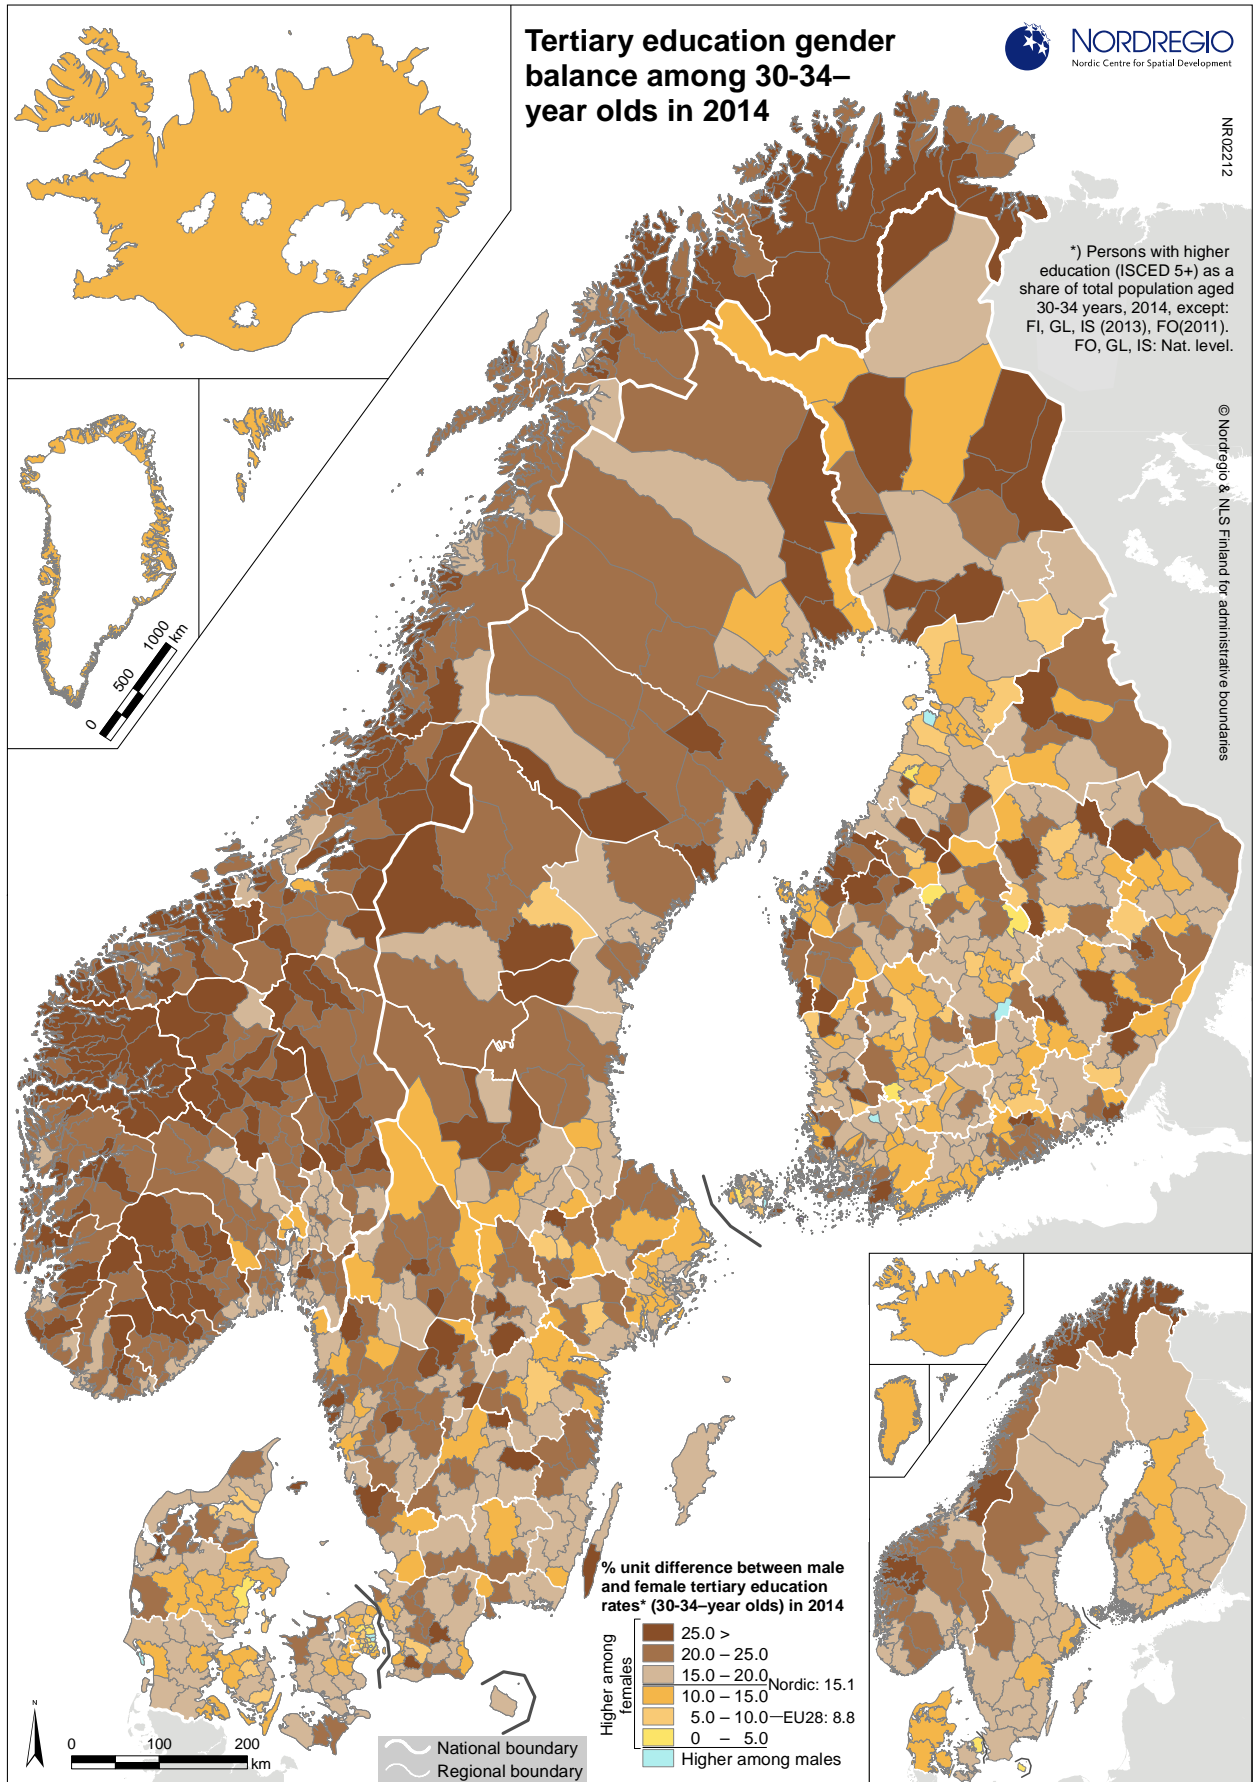 Tertiary education gender
balance among 30-34–
year olds in 2014
NORDREGIO
Nordic Centre for Spatial Development
NR02212
*) Persons with higher
education (ISCED 5+) as a
share of total population aged
30-34 years, 2014, except:
FI, GL, IS (2013), FO(2011).
FO, GL, IS: Nat. level.
© Nordregio & NLS Finland for administrative boundaries
0 500 1000
km
% unit difference between male
and female tertiary education
rates* (30-34–year olds) in 2014
Higher among
females
25.0 >
20.0 – 25.0
15.0 – 20.0
Nordic: 15.1
10.0 – 15.0
5.0 – 10.0
EU28: 8.8
0 – 5.0
Higher among males
N
0 100 200
km
National boundary
Regional boundary